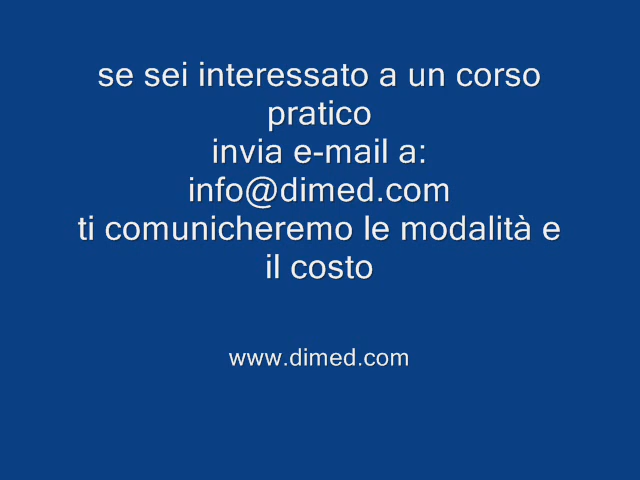 se sei interessato a un corso
pratico
invia e-mail a:
info@dimed.com
ti comunicheremo le modalità e
il costo
www.dimed.com